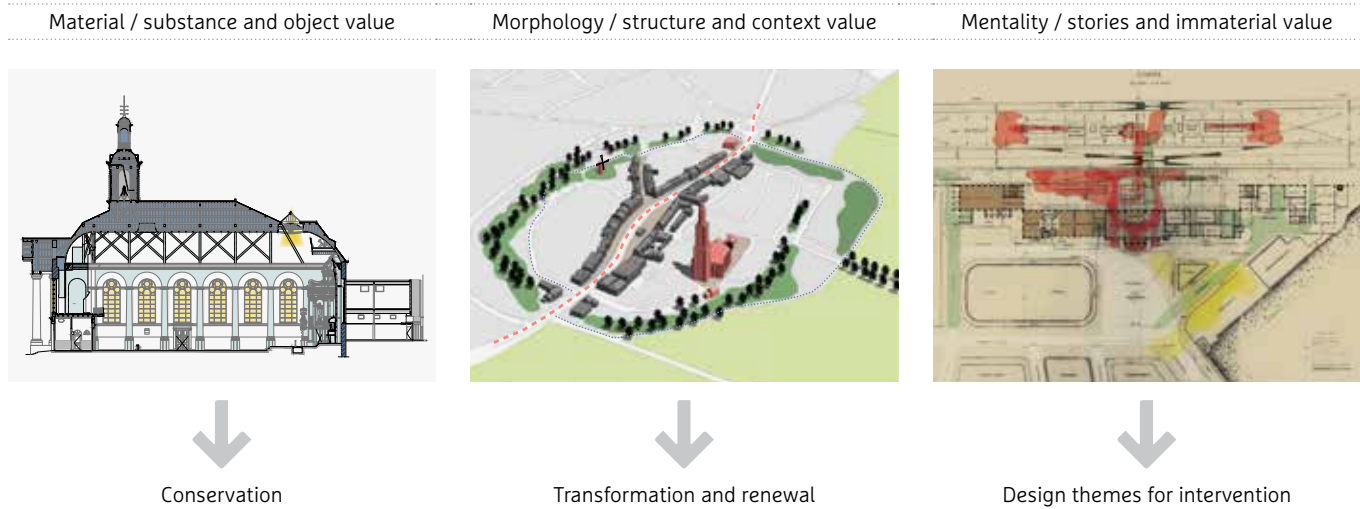 Material / substance and object value
Morphology / structure and context value
Mentality / stories and immaterial value
Conservation
Transformation and renewal
Design themes for intervention